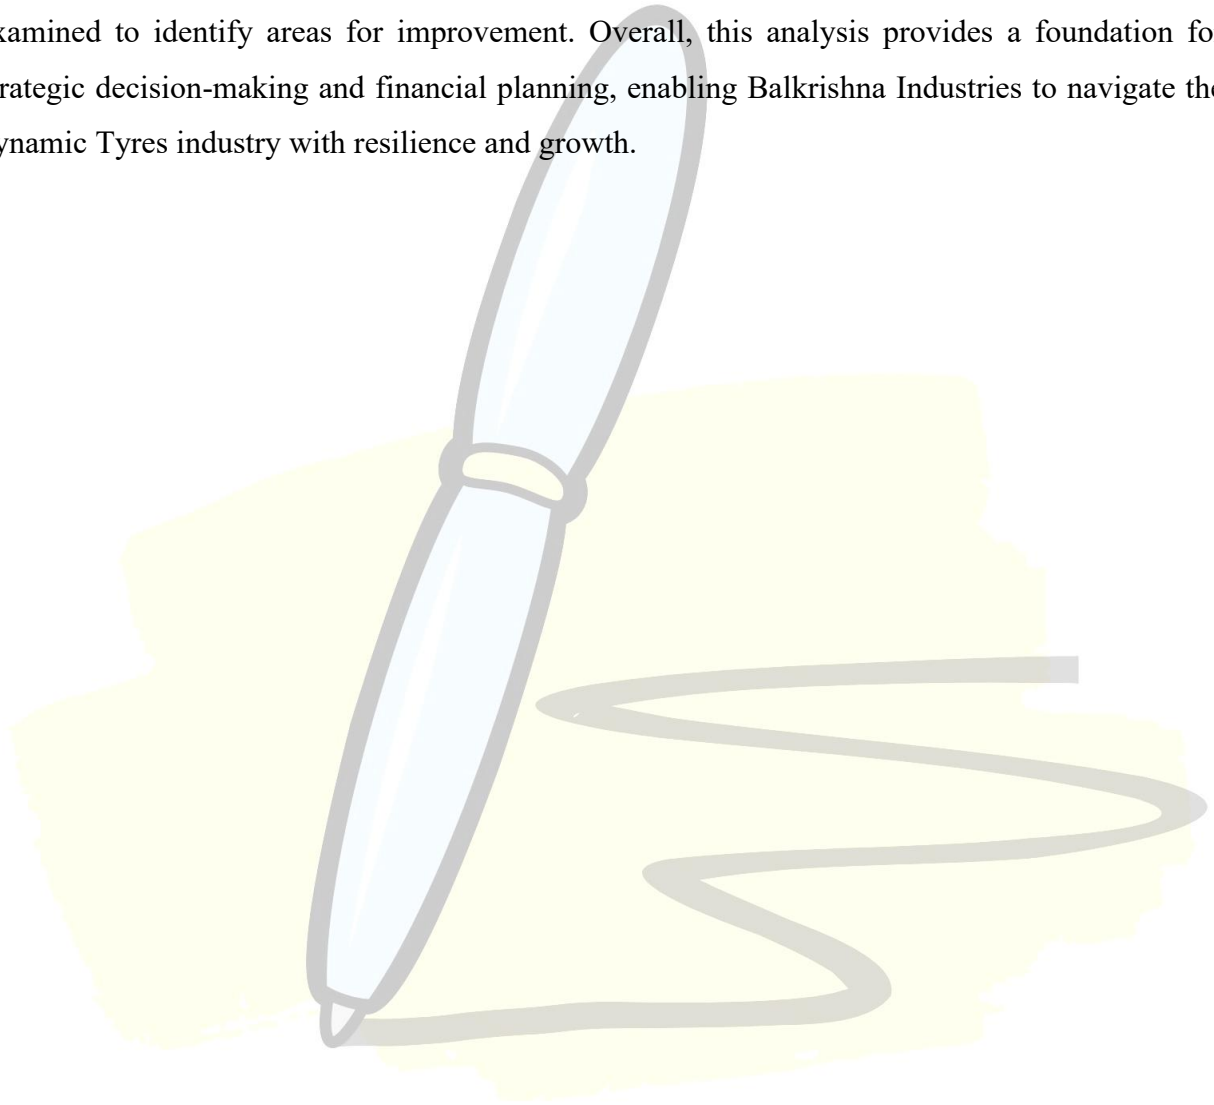 xamined to identify areas for improvement. Overall, this analysis provides a foundation fo
rategic decision-making and financial planning, enabling Balkrishna Industries to navigate the
ynamic Tyres industry with resilience and growth.